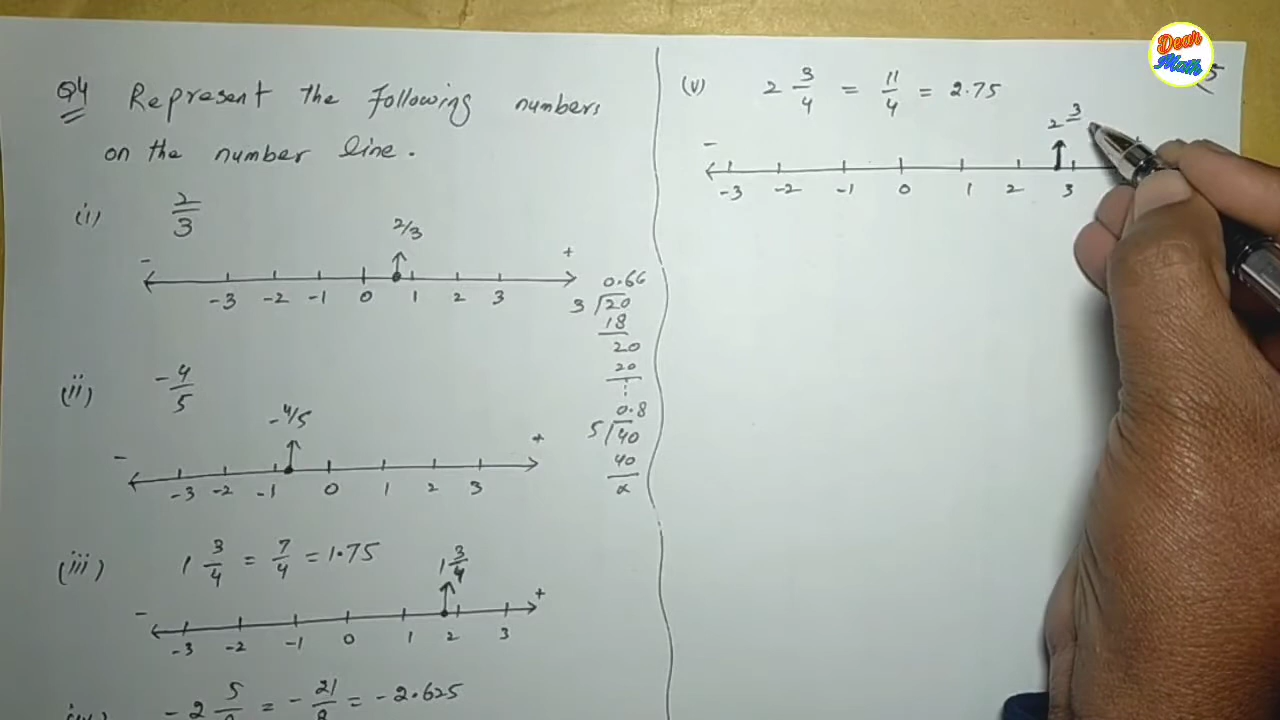 Q4 Represent the following numbers
on the number line.
(i) 2/3
2/3
- +
-3 -2 -1 0 1 2 3
0.66
3 20
18
20
20
(ii) -4/5
-4/5
- +
-3 -2 -1 0 1 2 3
0.8
5 40
40
x
(iii) 1 3/4 = 7/4 = 1.75
1 3/4
- +
-3 -2 -1 0 1 2 3
-2 5/8 = -21/8 = -2.625
(V) 2 3/4 = 11/4 = 2.75
2 3
-
-3 -2 -1 0 1 2 3
Dear
Math